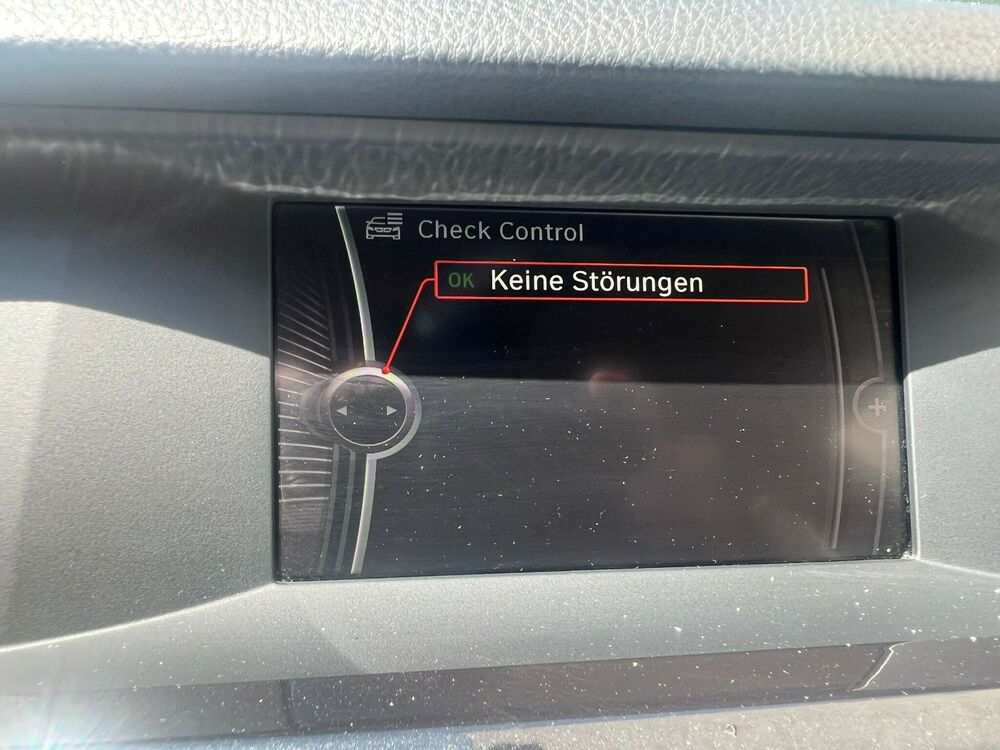 Check Control
OK Keine Störungen